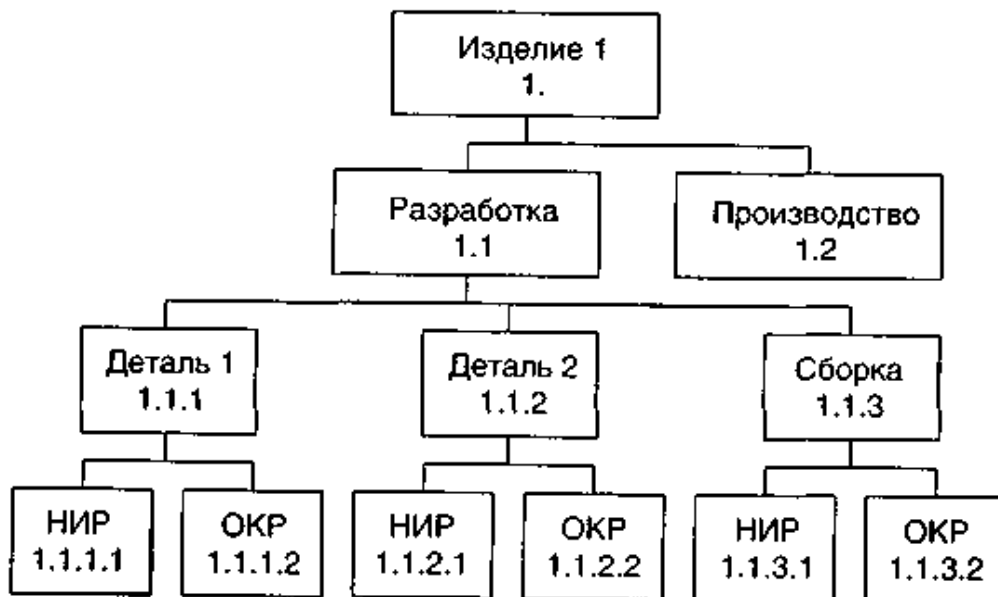 Изделие 1
1.
Разработка
1.1
Производство
1.2
Деталь 1
1.1.1
Деталь 2
1.1.2
Сборка
1.1.3
НИР
1.1.1.1
ОКР
1.1.1.2
НИР
1.1.2.1
ОКР
1.1.2.2
НИР
1.1.3.1
ОКР
1.1.3.2